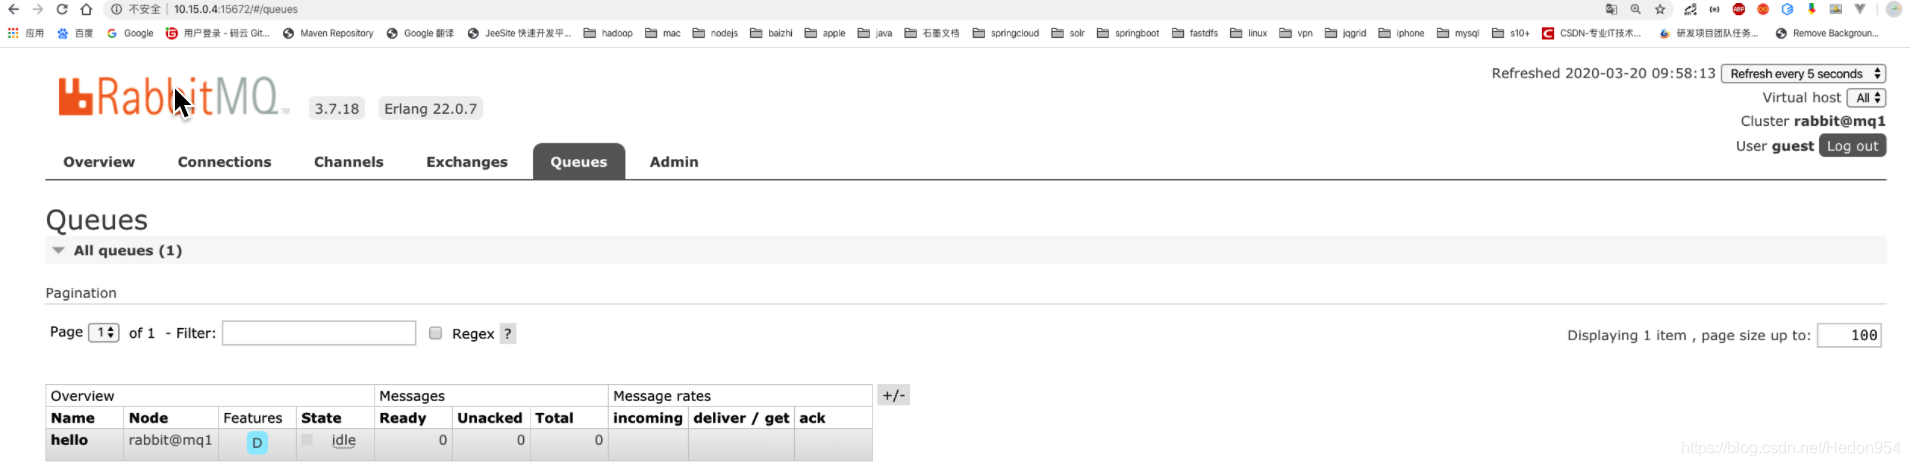 不安全 | 10.15.0.4:15672/#/queues
应用 百度 Google 用户登录 - 码云 Git... Maven Repository Google 翻译 JeeSite 快速开发平... hadoop mac nodejs baizhi apple java 石墨文档 springcloud solr springboot fastdfs linux vpn jqgrid iphone mysql s10+ CSDN-专业IT技术... 研发项目团队任务... Remove Backgroun...
Refreshed 2020-03-20 09:58:13 Refresh every 5 seconds
RabbitMQ TM 3.7.18 Erlang 22.0.7
Virtual host All
Cluster rabbit@mq1
User guest Log out
Overview Connections Channels Exchanges Queues Admin
Queues
All queues (1)
Pagination
Page 1 of 1 - Filter: Regex ?
Displaying 1 item , page size up to: 100
Overview Messages Message rates +/-
Name Node Features State Ready Unacked Total incoming deliver / get ack
hello rabbit@mq1 D idle 0 0 0
https://blog.csdn.net/Hedon954